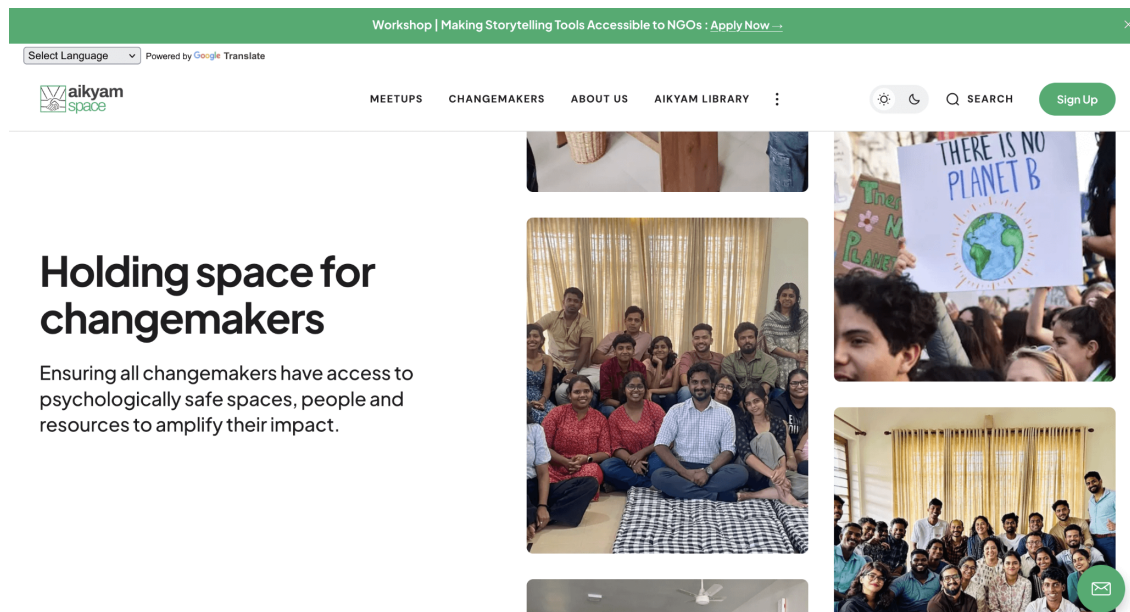 Workshop | Making Storytelling Tools Accessible to NGOs : Apply Now →
Select Language
Powered by Google Translate
aikyam
space
MEETUPS
CHANGEMAKERS
ABOUT US
AIKYAM LIBRARY
SEARCH
Sign Up
Holding space for
changemakers
Ensuring all changemakers have access to
psychologically safe spaces, people and
resources to amplify their impact.
THERE IS NO
PLANET B